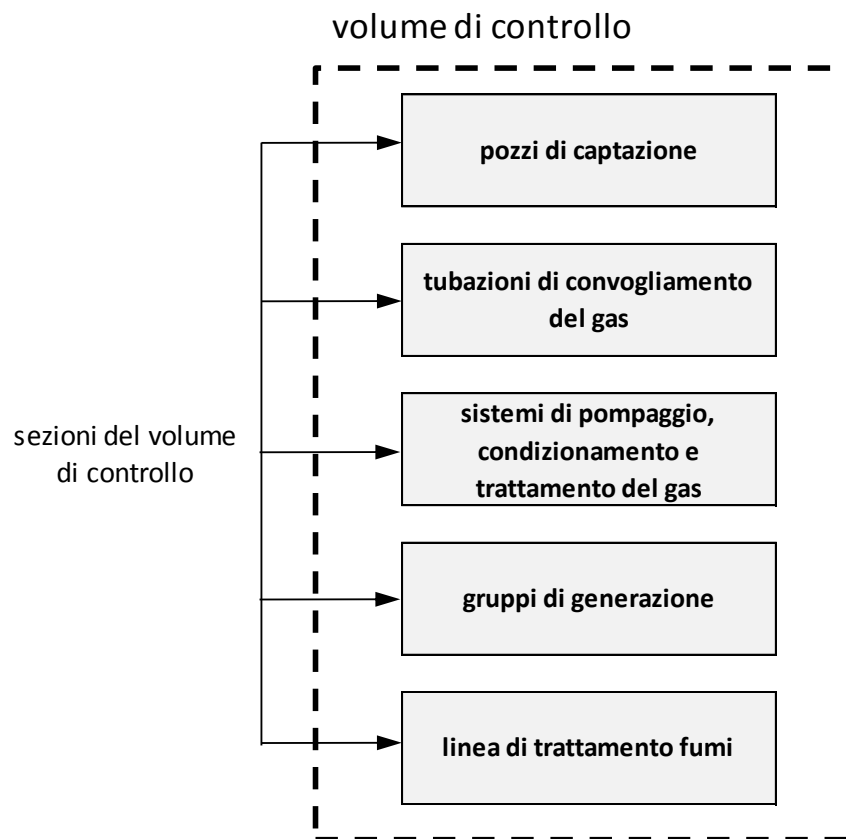 volume di controllo
pozzi di captazione
tubazioni di convogliamento
del gas
sezioni del volume
di controllo
sistemi di pompaggio,
condizionamento e
trattamento del gas
gruppi di generazione
linea di trattamento fumi